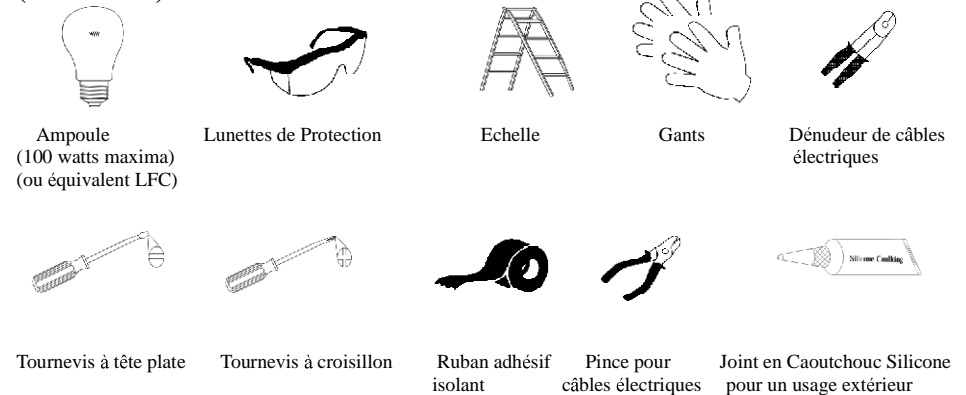 Ampoule
(100 watts maxima)
(ou équivalent LFC)
Lunettes de Protection
Echelle
Gants
Dénudeur de câbles
électriques
Silicone Caulking
Tournevis à tête plate
Tournevis à croisillon
Ruban adhésif
isolant
Pince pour
câbles électriques
Joint en Caoutchouc Silicone
pour un usage extérieur